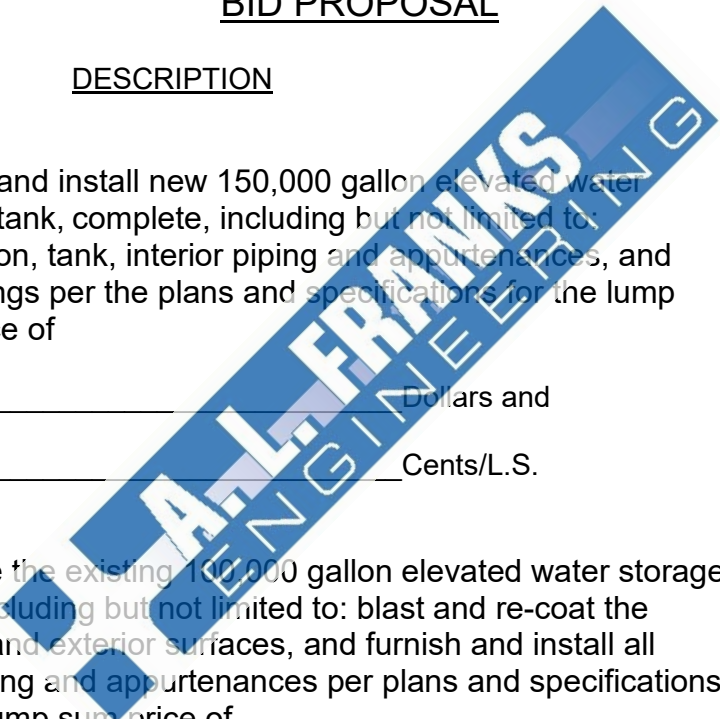 BID PROPOSAL
DESCRIPTION
and install new 150,000 gallon elevated water
tank, complete, including but not limited to:
on, tank, interior piping and appurtenances, and
ngs per the plans and specifications for the lump
se of
Dollars and
Cents/L.S.
A. L. FRANKS
ENGINEERING
e the existing 100,000 gallon elevated water storage
cluding but not limited to: blast and re-coat the
and exterior surfaces, and furnish and install all
ng and appurtenances per plans and specifications
ump sum price of